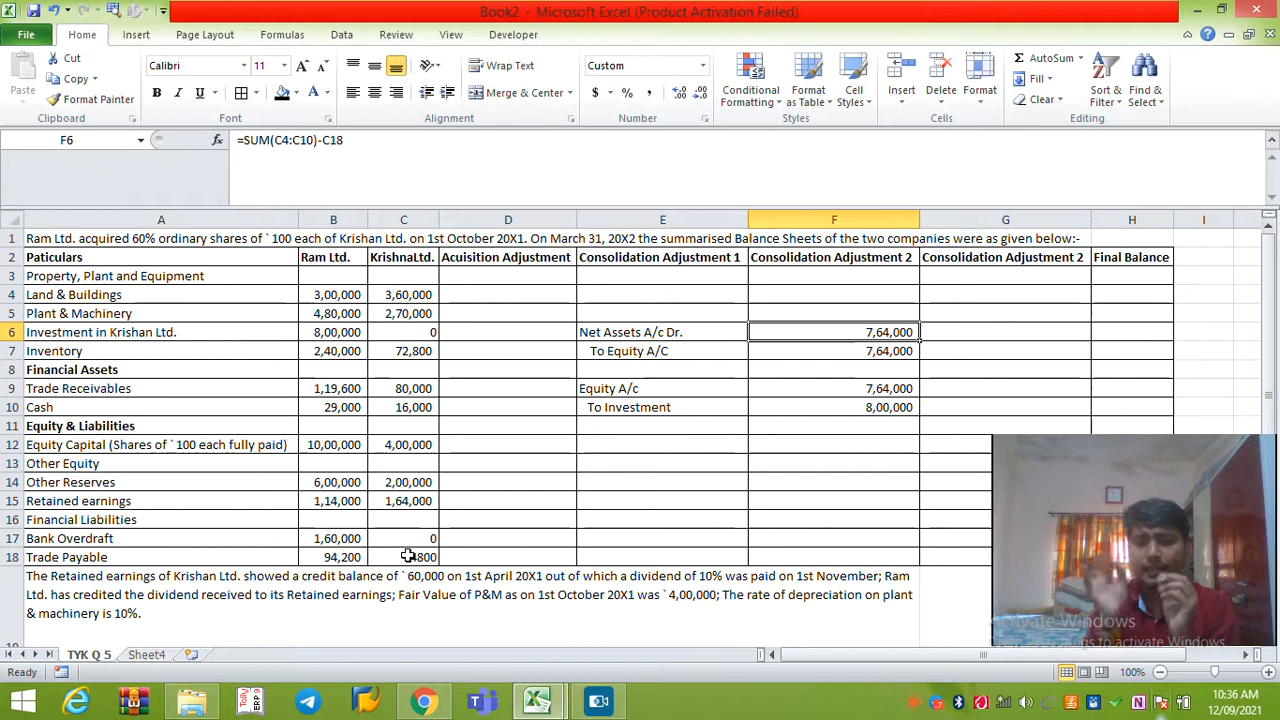 Book2 - Microsoft Excel (Product Activation Failed)
File Home Insert Page Layout Formulas Data Review View Developer
Cut
Copy
Format Painter
Paste
Clipboard
Calibri 11
B I U
Font
Wrap Text
Merge & Center
Alignment
Custom
$ % ,
Number
Conditional Formatting
Format as Table
Cell Styles
Styles
Insert Delete Format
Cells
AutoSum
Fill
Clear
Sort & Filter
Find & Select
Editing
F6 fx =SUM(C4:C10)-C18
A B C D E F G H I
1 Ram Ltd. acquired 60% ordinary shares of `100 each of Krishan Ltd. on 1st October 20X1. On March 31, 20X2 the summarised Balance Sheets of the two companies were as given below:-
2 Paticulars Ram Ltd. KrishnaLtd. Acuisition Adjustment Consolidation Adjustment 1 Consolidation Adjustment 2 Consolidation Adjustment 2 Final Balance
3 Property, Plant and Equipment
4 Land & Buildings 3,00,000 3,60,000
5 Plant & Machinery 4,80,000 2,70,000
6 Investment in Krishan Ltd. 8,00,000 0 Net Assets A/c Dr. 7,64,000
7 Inventory 2,40,000 72,800 To Equity A/C 7,64,000
8 Financial Assets
9 Trade Receivables 1,19,600 80,000 Equity A/c 7,64,000
10 Cash 29,000 16,000 To Investment 8,00,000
11 Equity & Liabilities
12 Equity Capital (Shares of `100 each fully paid) 10,00,000 4,00,000
13 Other Equity
14 Other Reserves 6,00,000 2,00,000
15 Retained earnings 1,14,000 1,64,000
16 Financial Liabilities
17 Bank Overdraft 1,60,000 0
18 Trade Payable 94,200 800
The Retained earnings of Krishan Ltd. showed a credit balance of `60,000 on 1st April 20X1 out of which a dividend of 10% was paid on 1st November; Ram
Ltd. has credited the dividend received to its Retained earnings; Fair Value of P&M as on 1st October 20X1 was `4,00,000; The rate of depreciation on plant
& machinery is 10%.
Activate Windows
to activate Windows
TYK Q 5 Sheet4
Ready 100%
10:36 AM
12/09/2021